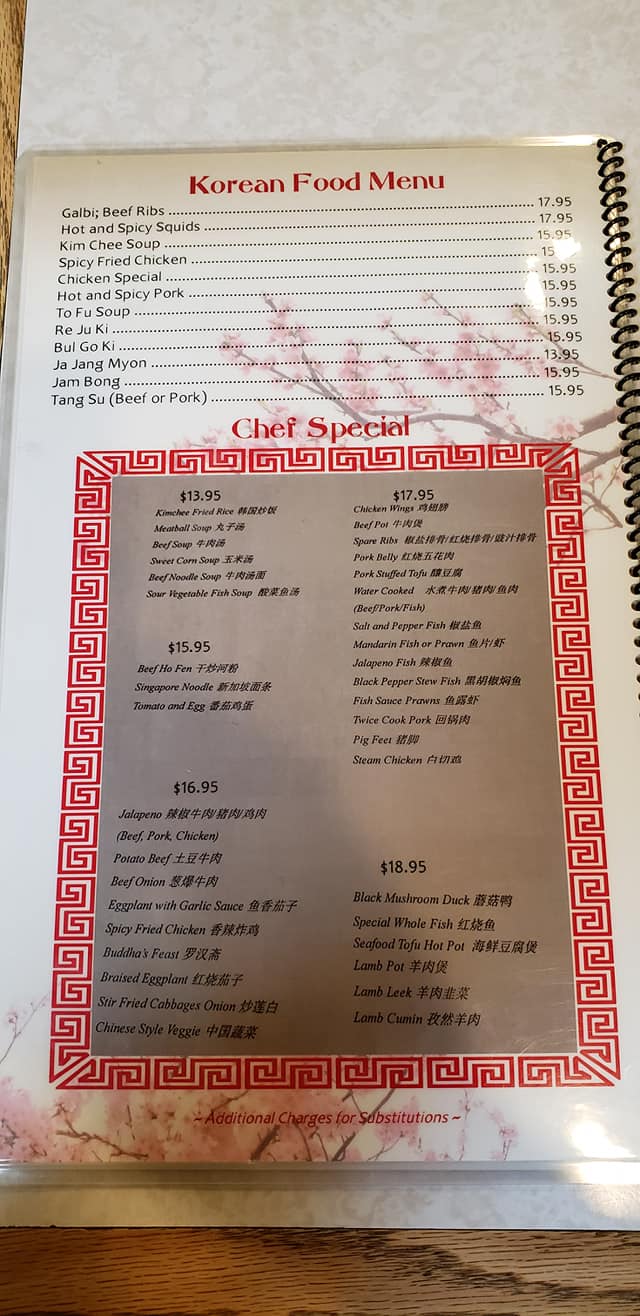 Korean Food Menu
Galbi; Beef Ribs ........ 17.95
Hot and Spicy Squids ........ 17.95
Kim Chee Soup ........ 15.95
Spicy Fried Chicken ........ 15
Chicken Special ........ 15.95
Hot and Spicy Pork ........ 15.95
To Fu Soup ........ 15.95
Re Ju Ki ........ 15.95
Bul Go Ki ........ 15.95
Ja Jang Myon ........ 13.95
Jam Bong ........ 15.95
Tang Su (Beef or Pork) ........ 15.95
Chef Special
$13.95
Kimchee Fried Rice 韩国炒饭
Meatball Soup 丸子汤
Beef Soup 牛肉汤
Sweet Corn Soup 玉米汤
Beef Noodle Soup 牛肉汤面
Sour Vegetable Fish Soup 酸菜鱼汤
$15.95
Beef Ho Fen 干炒河粉
Singapore Noodle 新加坡面条
Tomato and Egg 番茄鸡蛋
$16.95
Jalapeno 辣椒牛肉/猪肉/鸡肉
(Beef, Pork, Chicken)
Potato Beef 土豆牛肉
Beef Onion 葱爆牛肉
Eggplant with Garlic Sauce 鱼香茄子
Spicy Fried Chicken 香辣炸鸡
Buddha's Feast 罗汉斋
Braised Eggplant 红烧茄子
Stir Fried Cabbages Onion 炒莲白
Chinese Style Veggie 中国蔬菜
$17.95
Chicken Wings 鸡翅膀
Beef Pot 牛肉煲
Spare Ribs 椒盐排骨/红烧排骨/豉汁排骨
Pork Belly 红烧五花肉
Pork Stuffed Tofu 釀豆腐
Water Cooked 水煮牛肉/猪肉/鱼肉
(Beef/Pork/Fish)
Salt and Pepper Fish 椒盐鱼
Mandarin Fish or Prawn 鱼片/虾
Jalapeno Fish 辣椒鱼
Black Pepper Stew Fish 黑胡椒焖鱼
Fish Sauce Prawns 鱼露虾
Twice Cook Pork 回锅肉
Pig Feet 猪脚
Steam Chicken 白切鸡
$18.95
Black Mushroom Duck 蘑菇鸭
Special Whole Fish 红烧鱼
Seafood Tofu Hot Pot 海鲜豆腐煲
Lamb Pot 羊肉煲
Lamb Leek 羊肉韭菜
Lamb Cumin 孜然羊肉
~ Additional Charges for Substitutions ~